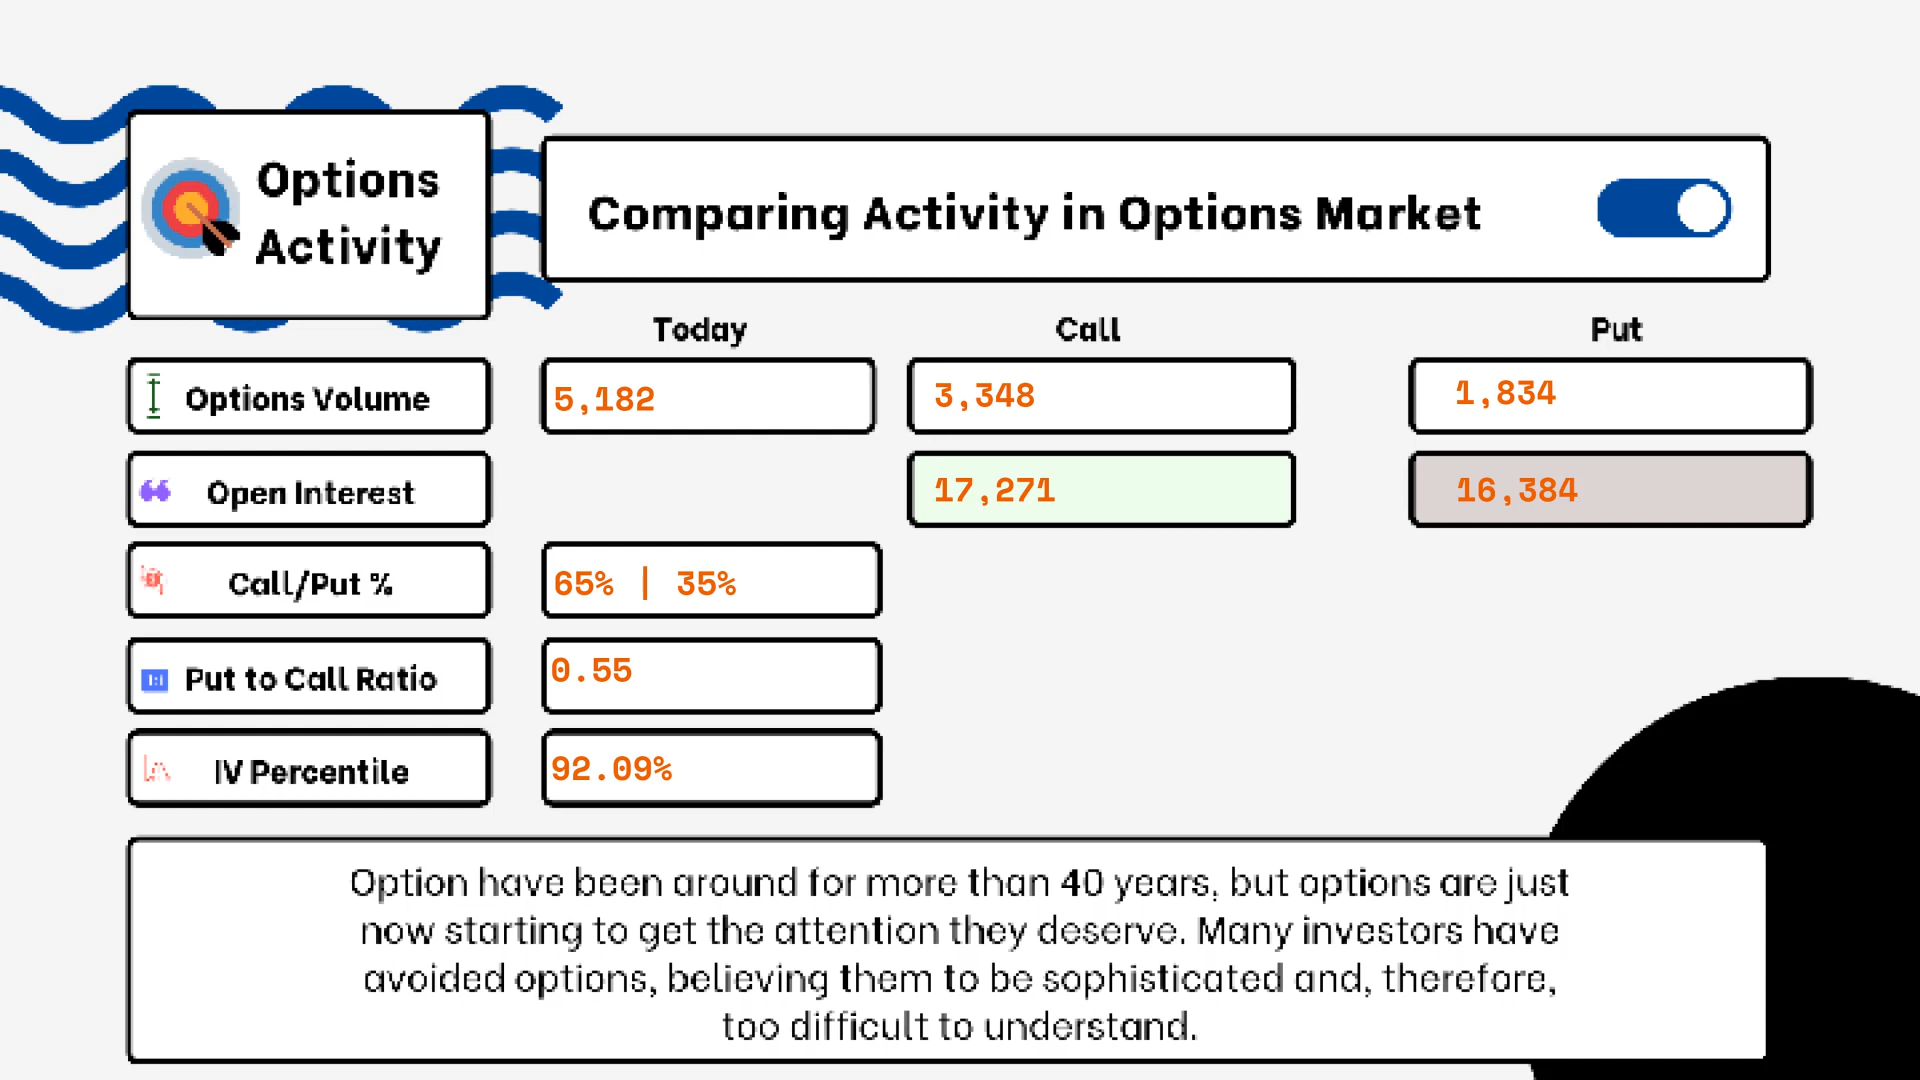 Options
Activity
Comparing Activity in Options Market
Today Call Put
Options Volume 5,182 3,348 1,834
Open Interest 17,271 16,384
Call/Put % 65% | 35%
Put to Call Ratio 0.55
IV Percentile 92.09%
Option have been around for more than 40 years, but options are just
now starting to get the attention they deserve. Many investors have
avoided options, believing them to be sophisticated and, therefore,
too difficult to understand.